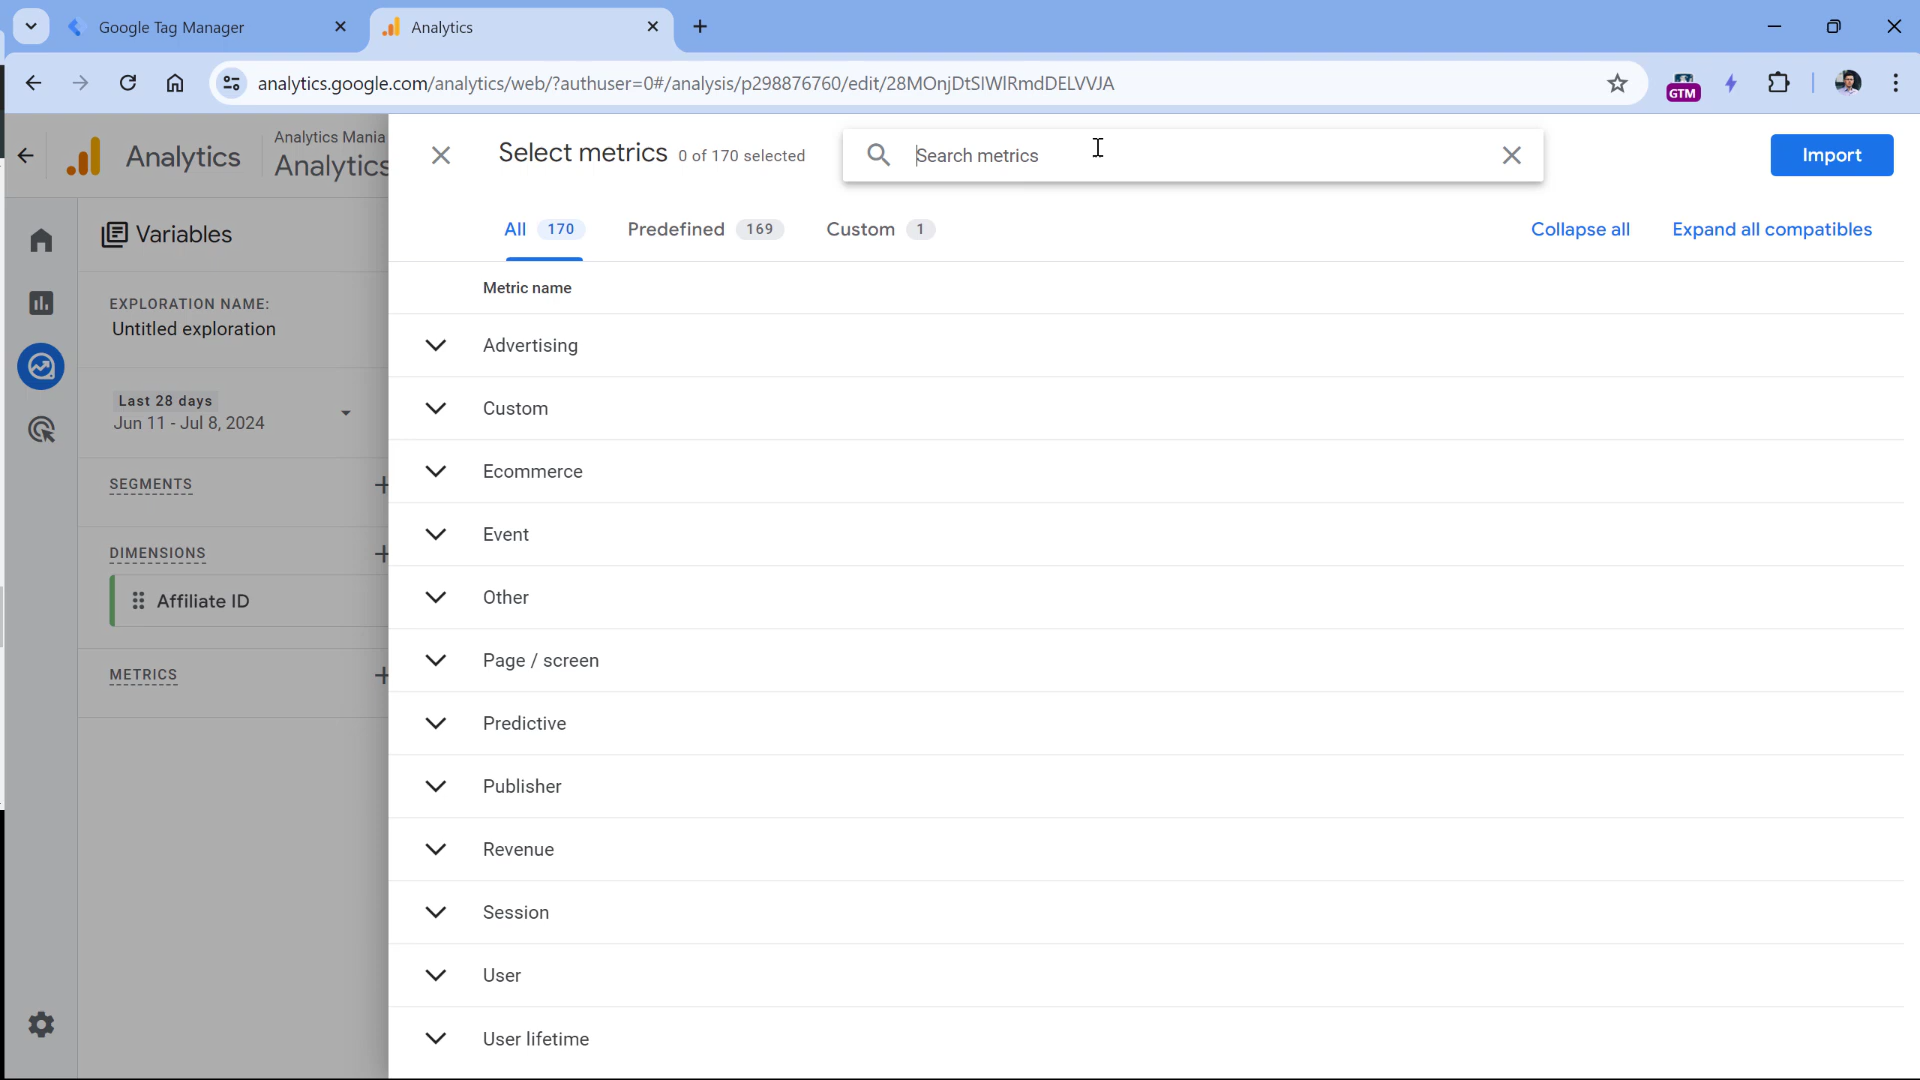 Google Tag Manager
Analytics
analytics.google.com/analytics/web/?authuser=0#/analysis/p298876760/edit/28MOnjDtSIWlRmdDELVVJA
GTM
Analytics
Analytics Mania
Analytics
Select metrics 0 of 170 selected
Search metrics
Import
All 170
Predefined 169
Custom 1
Collapse all
Expand all compatibles
Variables
EXPLORATION NAME:
Untitled exploration
Last 28 days
Jun 11 - Jul 8, 2024
SEGMENTS
DIMENSIONS
Affiliate ID
METRICS
Metric name
Advertising
Custom
Ecommerce
Event
Other
Page / screen
Predictive
Publisher
Revenue
Session
User
User lifetime